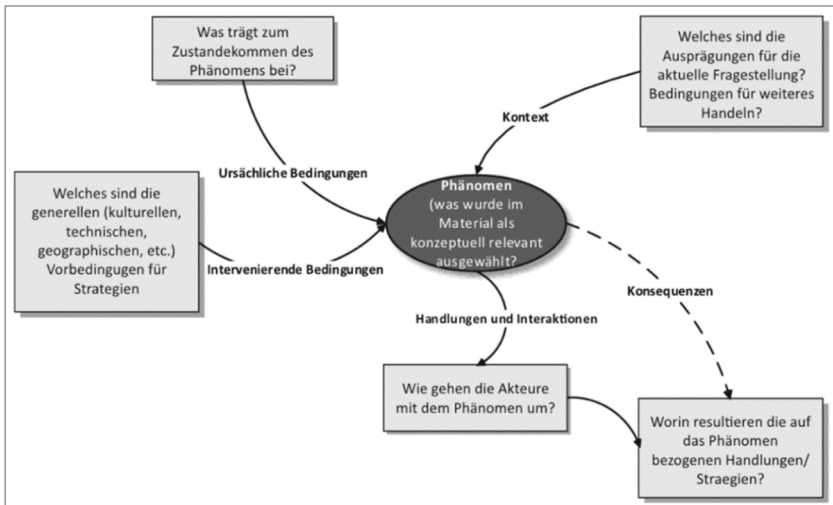 Was trägt zum
Zustandekommen des
Phänomens bei?
Welches sind die
Ausprägungen für die
aktuelle Fragestellung?
Bedingungen für weiteres
Handeln?
Kontext
Ursächliche Bedingungen
Welches sind die
generellen (kulturellen,
technischen,
geographischen, etc.)
Vorbedingugen für
Strategien
Phänomen
(was wurde im
Material als
konzeptuell relevant
ausgewählt?
Intervenierende Bedingungen
Konsequenzen
Handlungen und Interaktionen
Wie gehen die Akteure
mit dem Phänomen um?
Worin resultieren die auf
das Phänomen
bezogenen Handlungen/
Straegien?